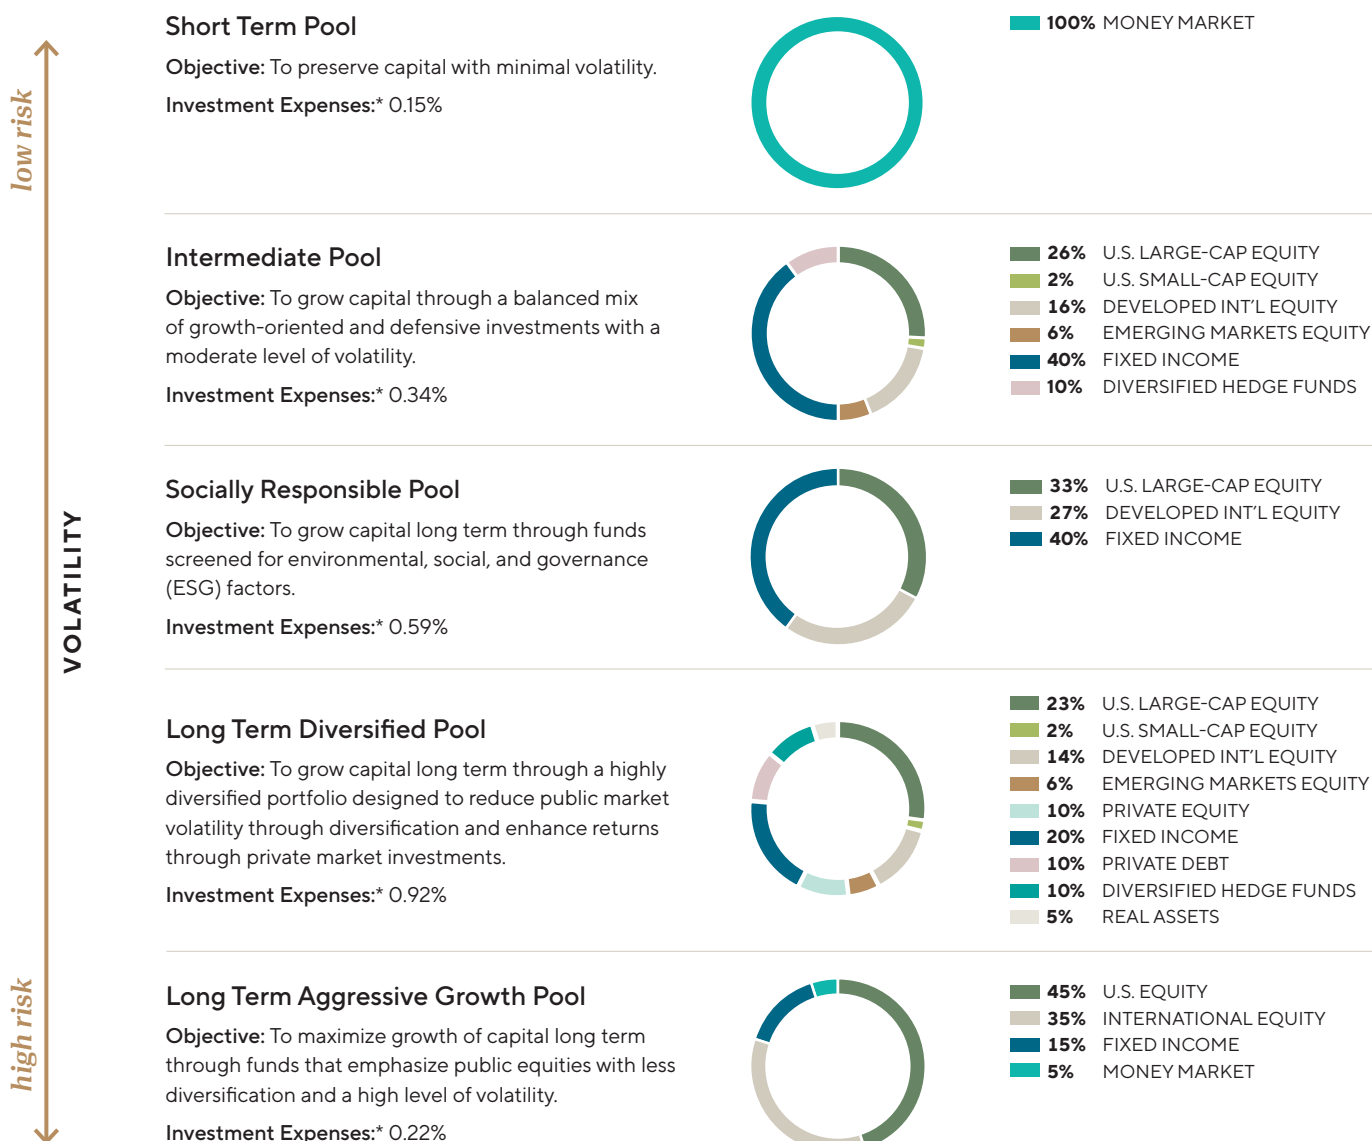 VOLATILITY
low risk
high risk
Short Term Pool
Objective: To preserve capital with minimal volatility.
Investment Expenses:* 0.15%
100% MONEY MARKET
Intermediate Pool
Objective: To grow capital through a balanced mix
of growth-oriented and defensive investments with a
moderate level of volatility.
Investment Expenses:* 0.34%
26% U.S. LARGE-CAP EQUITY
2% U.S. SMALL-CAP EQUITY
16% DEVELOPED INT'L EQUITY
6% EMERGING MARKETS EQUITY
40% FIXED INCOME
10% DIVERSIFIED HEDGE FUNDS
Socially Responsible Pool
Objective: To grow capital long term through funds
screened for environmental, social, and governance
(ESG) factors.
Investment Expenses:* 0.59%
33% U.S. LARGE-CAP EQUITY
27% DEVELOPED INT'L EQUITY
40% FIXED INCOME
Long Term Diversified Pool
Objective: To grow capital long term through a highly
diversified portfolio designed to reduce public market
volatility through diversification and enhance returns
through private market investments.
Investment Expenses:* 0.92%
23% U.S. LARGE-CAP EQUITY
2% U.S. SMALL-CAP EQUITY
14% DEVELOPED INT'L EQUITY
6% EMERGING MARKETS EQUITY
10% PRIVATE EQUITY
20% FIXED INCOME
10% PRIVATE DEBT
10% DIVERSIFIED HEDGE FUNDS
5% REAL ASSETS
Long Term Aggressive Growth Pool
Objective: To maximize growth of capital long term
through funds that emphasize public equities with less
diversification and a high level of volatility.
Investment Expenses:* 0.22%
45% U.S. EQUITY
35% INTERNATIONAL EQUITY
15% FIXED INCOME
5% MONEY MARKET